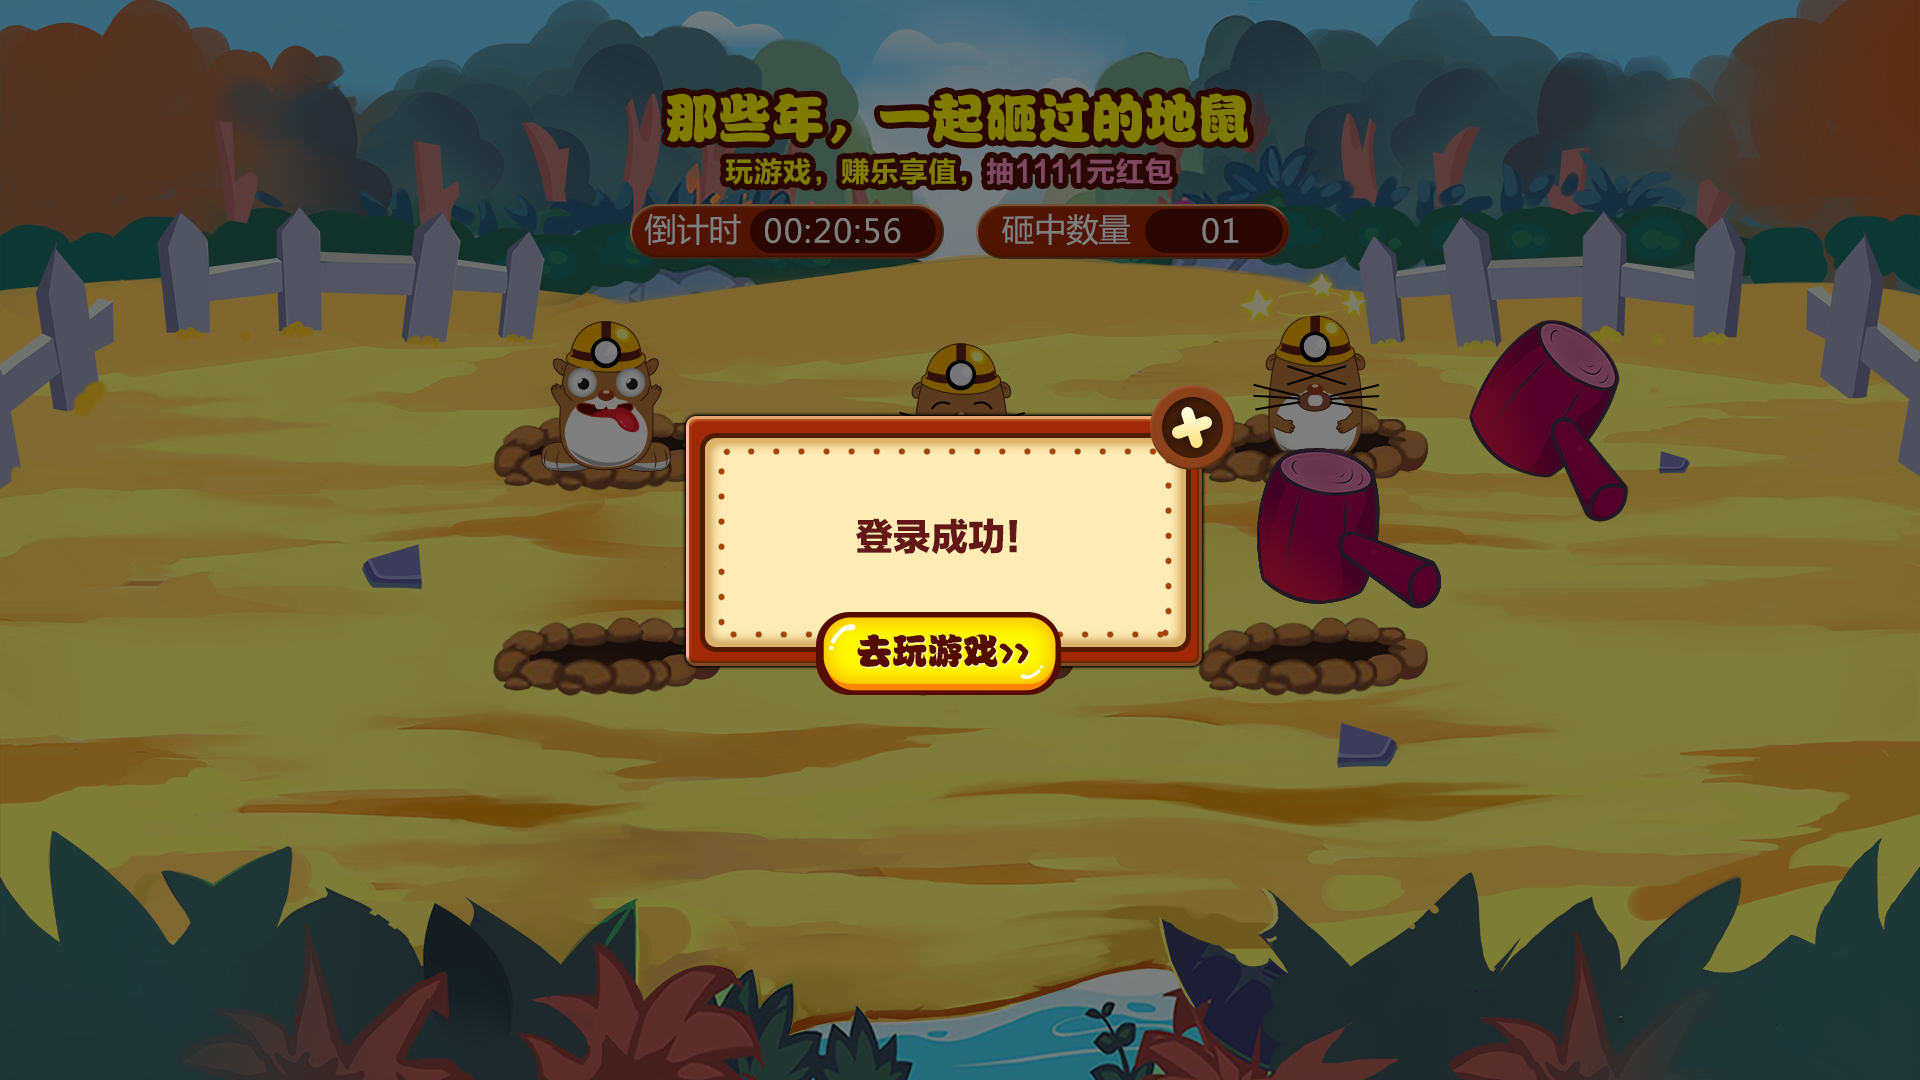 那些年，一起砸过的地鼠
玩游戏，赚乐享值，抽1111元红包
倒计时 00:20:56 砸中数量 01
登录成功！
去玩游戏>>